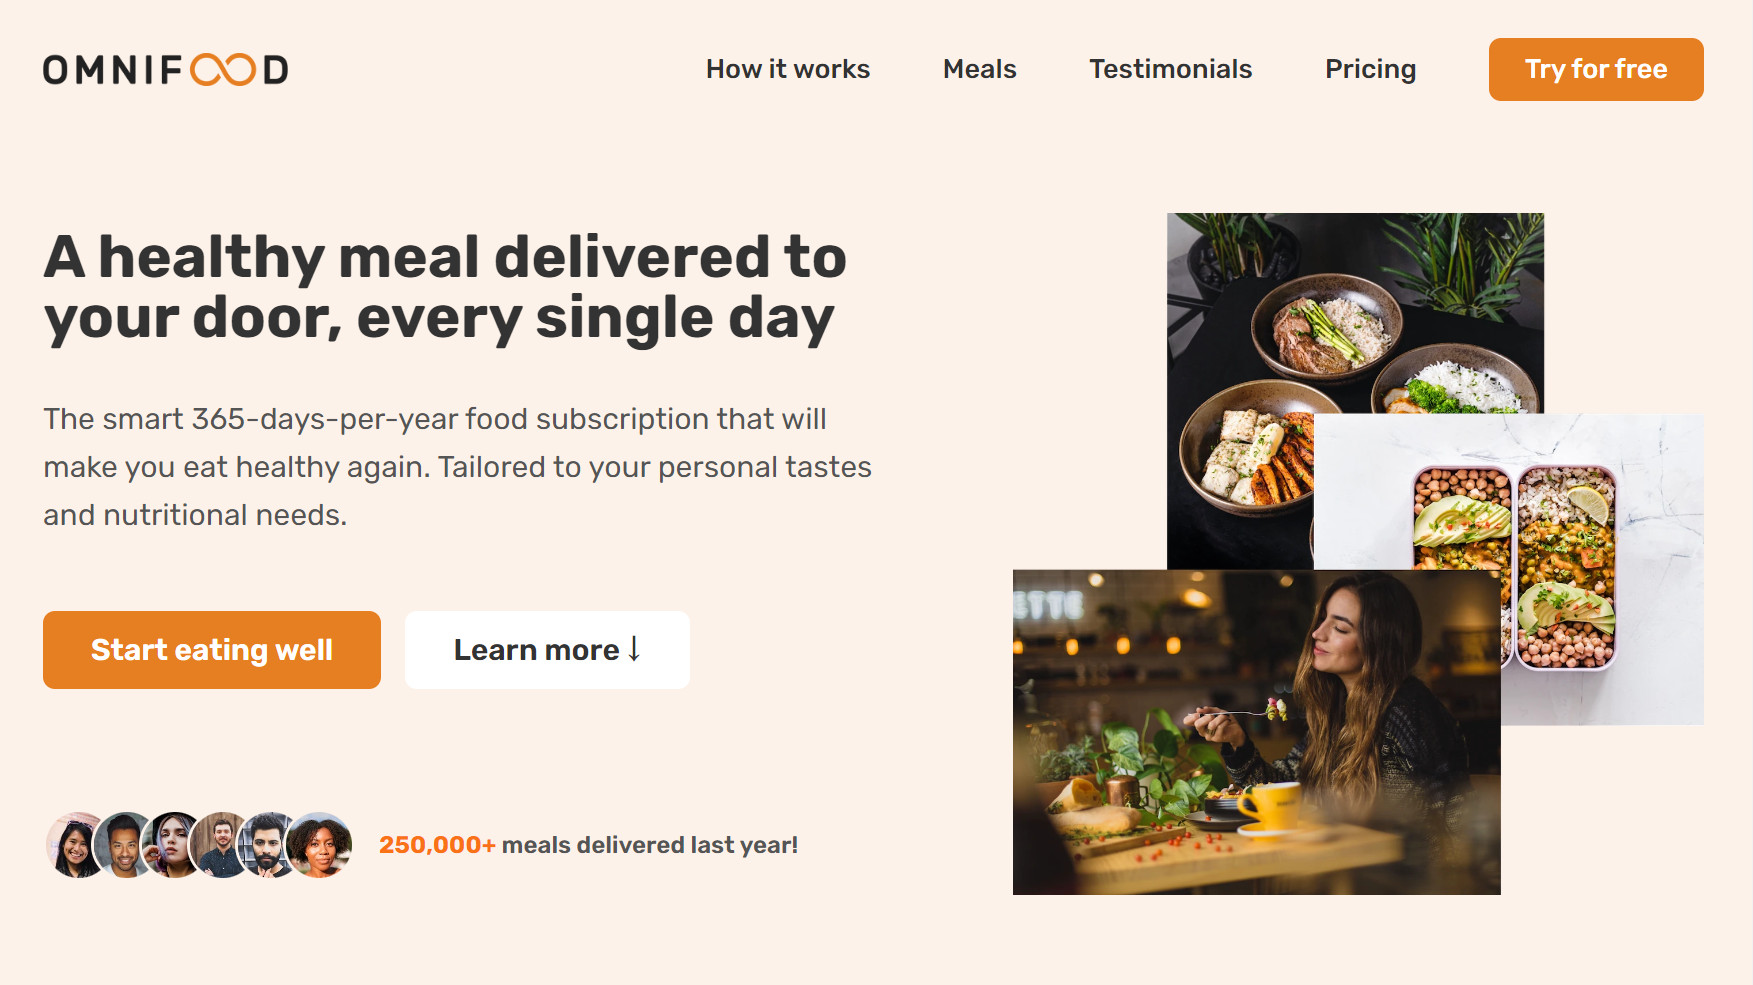 OMNIFOOD
How it works
Meals
Testimonials
Pricing
Try for free
A healthy meal delivered to
your door, every single day
The smart 365-days-per-year food subscription that will
make you eat healthy again. Tailored to your personal tastes
and nutritional needs.
Start eating well
Learn more ↓
250,000+ meals delivered last year!
ETTE